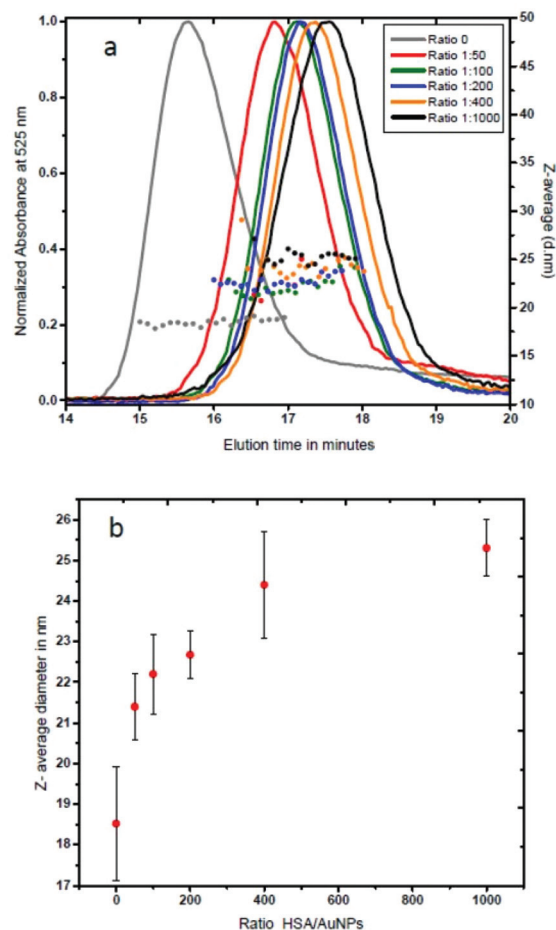 a
Ratio 0
Ratio 1:50
Ratio 1:100
Ratio 1:200
Ratio 1:400
Ratio 1:1000
Normalized Absorbance at 525 nm
1.0
0.8
0.6
0.4
0.2
0.0
Z-average (d.nm)
50
45
40
35
30
25
20
15
10
14 15 16 17 18 19 20
Elution time in minutes
b
Z- average diameter in nm
26
25
24
23
22
21
20
19
18
17
0 200 400 600 800 1000
Ratio HSA/AuNPs